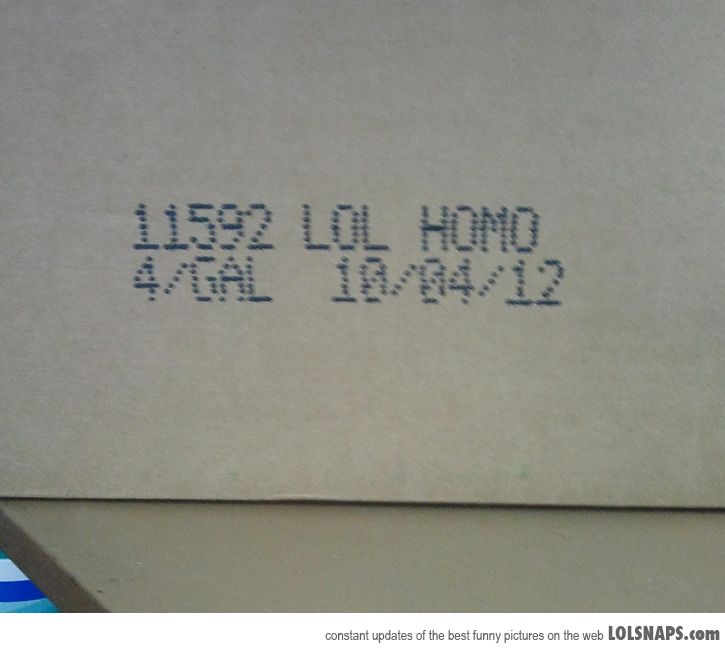 11592 LOL HOMO
4/GAL 10/04/12
constant updates of the best funny pictures on the web LOLSNAPS.com